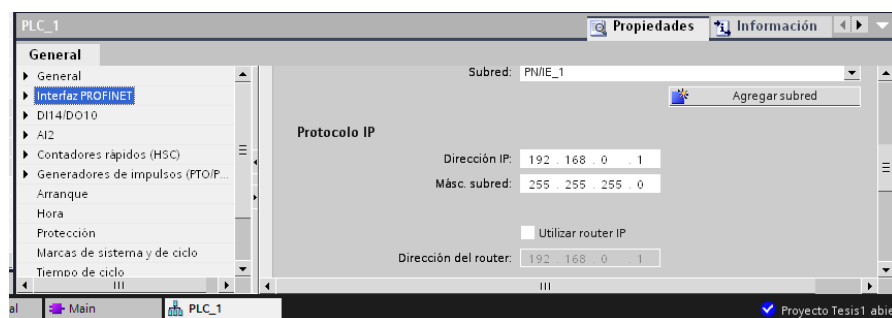 PLC_1
Propiedades
Información
General
General
Interfaz PROFINET
DI14/DO10
AI2
Contadores rápidos (HSC)
Generadores de impulsos (PTO/P...
Arranque
Hora
Protección
Marcas de sistema y de ciclo
Tiempo de ciclo
Subred: PN/IE_1
Agregar subred
Protocolo IP
Dirección IP: 192 . 168 . 0 . 1
Másc. subred: 255 . 255 . 255 . 0
Utilizar router IP
Dirección del router: 192 . 168 . 0 . 1
al
Main
PLC_1
Proyecto Tesis1 abie